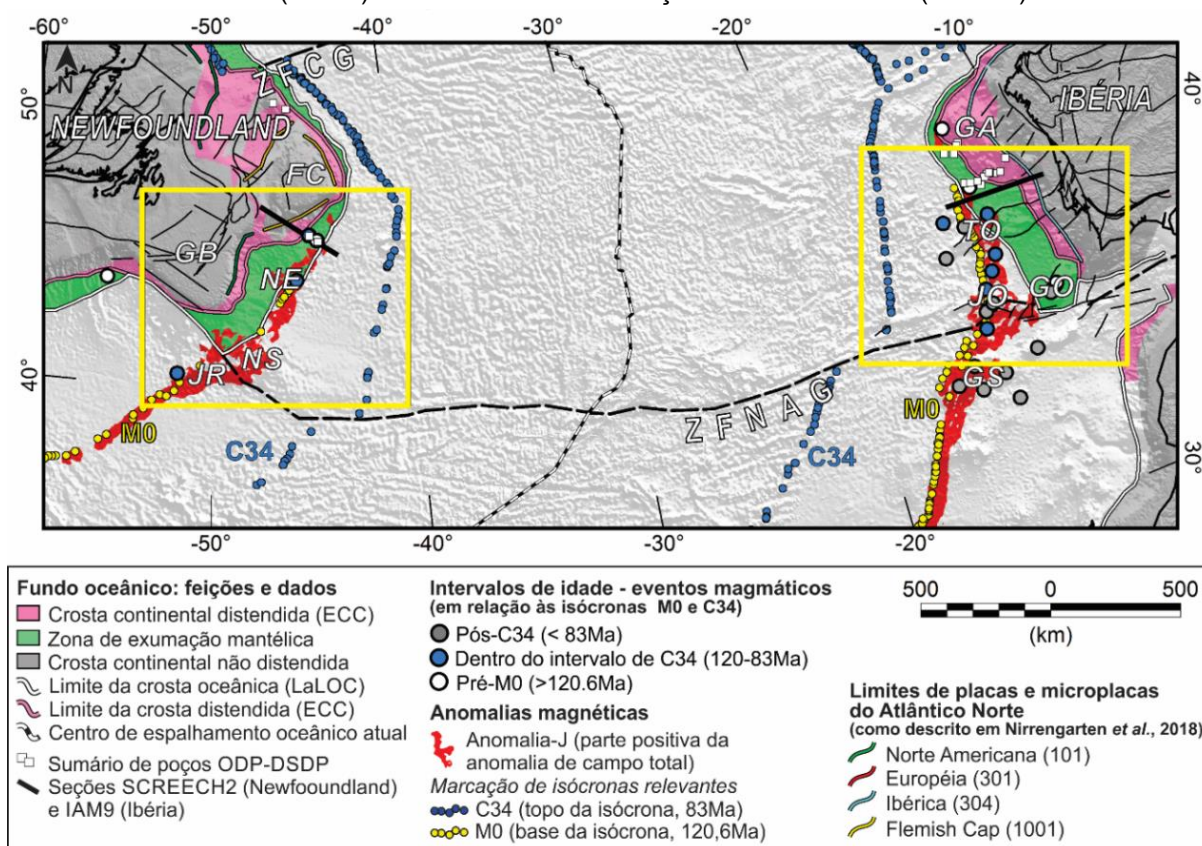 -60° -50° -40° -30° -20° -10°
N
50°
40°
ZFCG
NEWFOUNDLAND
IBÉRIA
GA
FC
GB
TO
NE
GO
JO
NS
JR
GS
40°
M0
M0
ZFNAG
30°
C34
C34
-50° -40° -30° -20°
Fundo oceânico: feições e dados
Crosta continental distendida (ECC)
Zona de exumação mantélica
Crosta continental não distendida
Limite da crosta oceânica (LaLOC)
Limite da crosta distendida (ECC)
Centro de espalhamento oceânico atual
Sumário de poços ODP-DSDP
Seções SCREECH2 (Newfooundland)
e IAM9 (Ibéria)
Intervalos de idade - eventos magmáticos
(em relação às isócronas M0 e C34)
Pós-C34 (< 83Ma)
Dentro do intervalo de C34 (120-83Ma)
Pré-M0 (>120.6Ma)
Anomalias magnéticas
Anomalia-J (parte positiva da
anomalia de campo total)
Marcação de isócronas relevantes
C34 (topo da isócrona, 83Ma)
M0 (base da isócrona, 120,6Ma)
500 0 500
(km)
Limites de placas e microplacas
do Atlântico Norte
(como descrito em Nirrengarten et al., 2018)
Norte Americana (101)
Européia (301)
Ibérica (304)
Flemish Cap (1001)